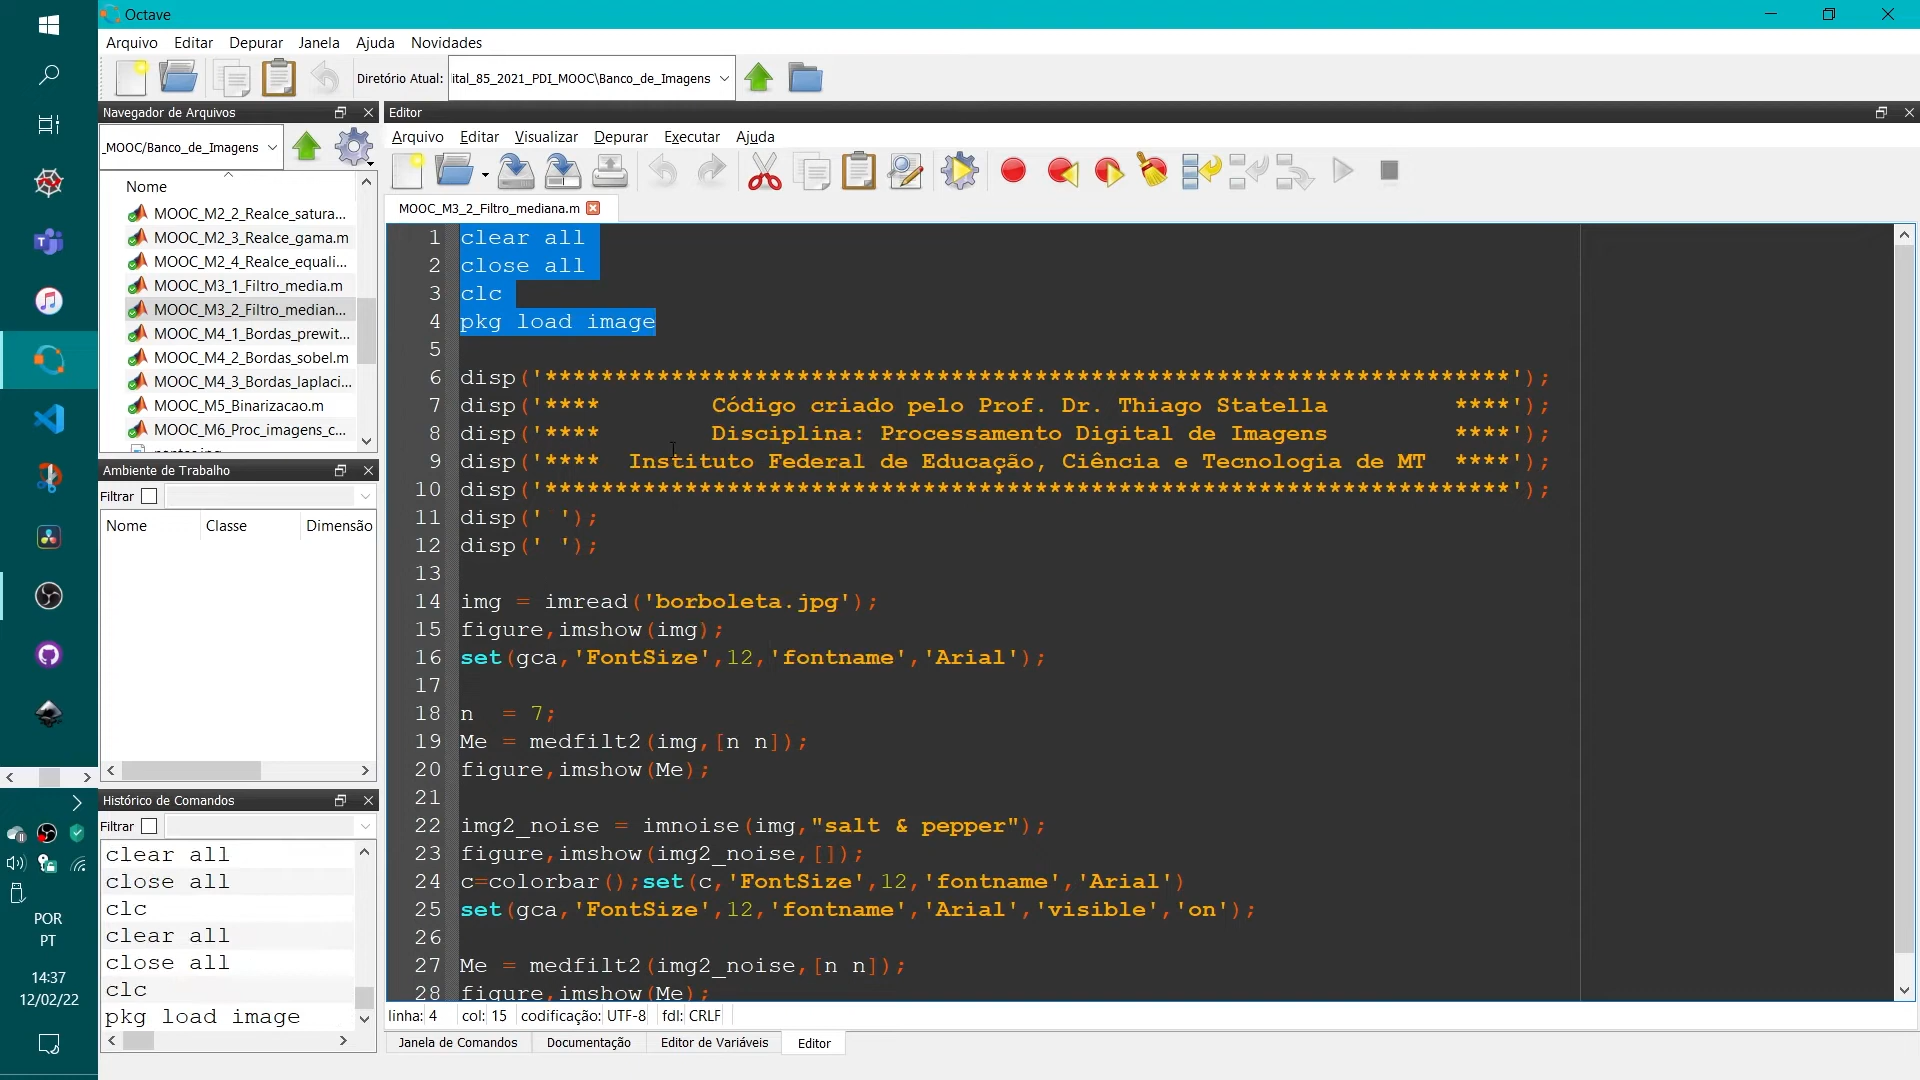 Octave
Arquivo Editar Depurar Janela Ajuda Novidades
Diretório Atual: ital_85_2021_PDI_MOOC\Banco_de_Imagens
Navegador de Arquivos
_MOOC/Banco_de_Imagens
Nome
MOOC_M2_2_Realce_satura...
MOOC_M2_3_Realce_gama.m
MOOC_M2_4_Realce_equali...
MOOC_M3_1_Filtro_media.m
MOOC_M3_2_Filtro_median...
MOOC_M4_1_Bordas_prewit...
MOOC_M4_2_Bordas_sobel.m
MOOC_M4_3_Bordas_laplaci...
MOOC_M5_Binarizacao.m
MOOC_M6_Proc_imagens_c...
Ambiente de Trabalho
Filtrar
Nome Classe Dimensão
Histórico de Comandos
Filtrar
clear all
close all
clc
clear all
close all
clc
pkg load image
POR
PT
14:37
12/02/22
Editor
Arquivo Editar Visualizar Depurar Executar Ajuda
MOOC_M3_2_Filtro_mediana.m
1 clear all
2 close all
3 clc
4 pkg load image
5
6 disp('*********************************************************************');
7 disp('****        Código criado pelo Prof. Dr. Thiago Statella         ****');
8 disp('****        Disciplina: Processamento Digital de Imagens         ****');
9 disp('****  Instituto Federal de Educação, Ciência e Tecnologia de MT  ****');
10 disp('*********************************************************************');
11 disp(' ');
12 disp(' ');
13
14 img = imread('borboleta.jpg');
15 figure,imshow(img);
16 set(gca,'FontSize',12,'fontname','Arial');
17
18 n  = 7;
19 Me = medfilt2(img,[n n]);
20 figure,imshow(Me);
21
22 img2_noise = imnoise(img,"salt & pepper");
23 figure,imshow(img2_noise,[]);
24 c=colorbar();set(c,'FontSize',12,'fontname','Arial')
25 set(gca,'FontSize',12,'fontname','Arial','visible','on');
26
27 Me = medfilt2(img2_noise,[n n]);
28 figure,imshow(Me);
linha: 4 col: 15 codificação: UTF-8 fdl: CRLF
Janela de Comandos Documentação Editor de Variáveis Editor